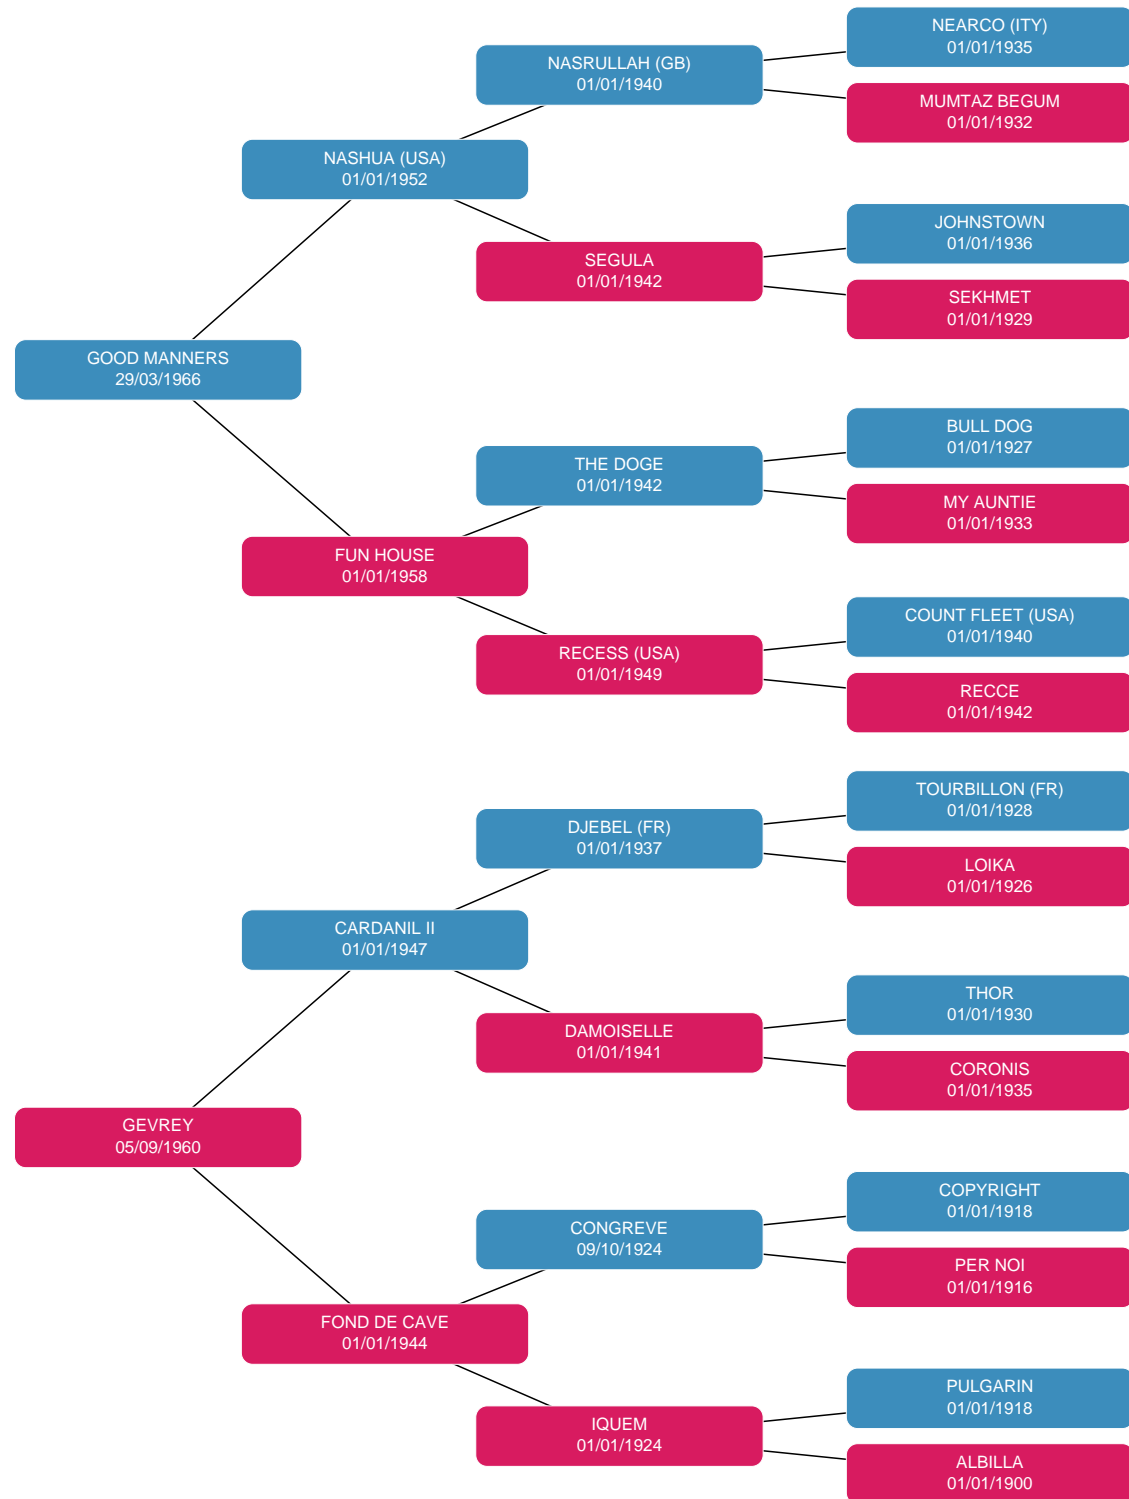 NEARCO (ITY)
01/01/1935
NASRULLAH (GB)
01/01/1940
MUMTAZ BEGUM
01/01/1932
NASHUA (USA)
01/01/1952
JOHNSTOWN
01/01/1936
SEGULA
01/01/1942
SEKHMET
01/01/1929
GOOD MANNERS
29/03/1966
BULL DOG
01/01/1927
THE DOGE
01/01/1942
MY AUNTIE
01/01/1933
FUN HOUSE
01/01/1958
COUNT FLEET (USA)
01/01/1940
RECESS (USA)
01/01/1949
RECCE
01/01/1942
TOURBILLON (FR)
01/01/1928
DJEBEL (FR)
01/01/1937
LOIKA
01/01/1926
CARDANIL II
01/01/1947
THOR
01/01/1930
DAMOISELLE
01/01/1941
CORONIS
01/01/1935
GEVREY
05/09/1960
COPYRIGHT
01/01/1918
CONGREVE
09/10/1924
PER NOI
01/01/1916
FOND DE CAVE
01/01/1944
PULGARIN
01/01/1918
IQUEM
01/01/1924
ALBILLA
01/01/1900